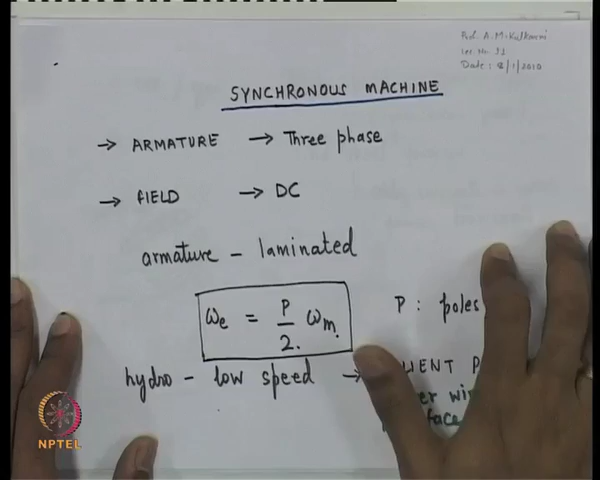 Prof. A. M. Kulkarni
Lec No.
Date: 8/1/2010
SYNCHRONOUS MACHINE
→ ARMATURE → Three phase
→ FIELD → DC
armature - laminated
ωe = P/2 ωm. P: poles
hydro - low speed →
NPTEL